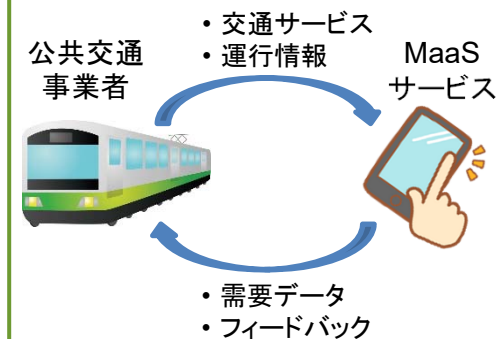 • 交通サービス
• 運行情報
公共交通
事業者
MaaS
サービス
• 需要データ
• フィードバック